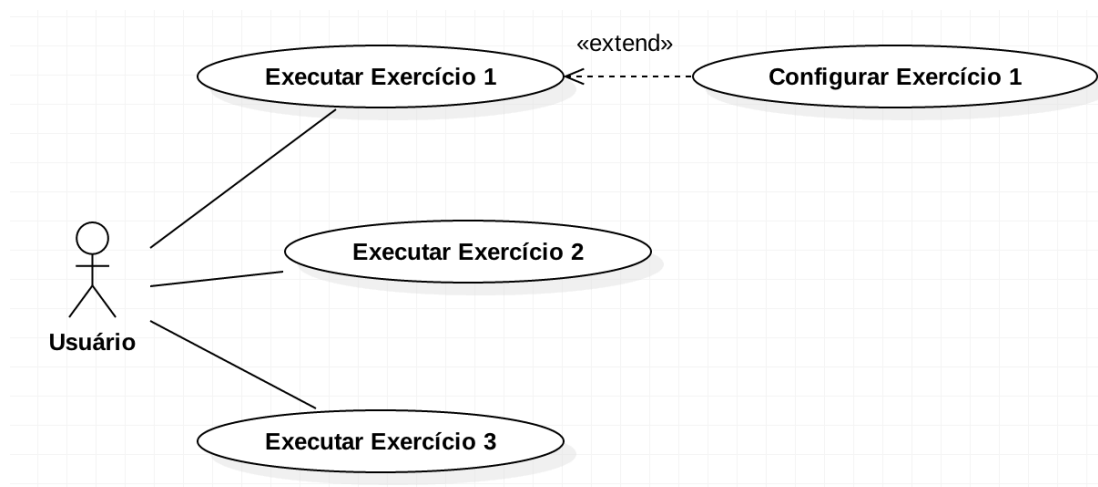 «extend»
Executar Exercício 1
Configurar Exercício 1
Executar Exercício 2
Usuário
Executar Exercício 3